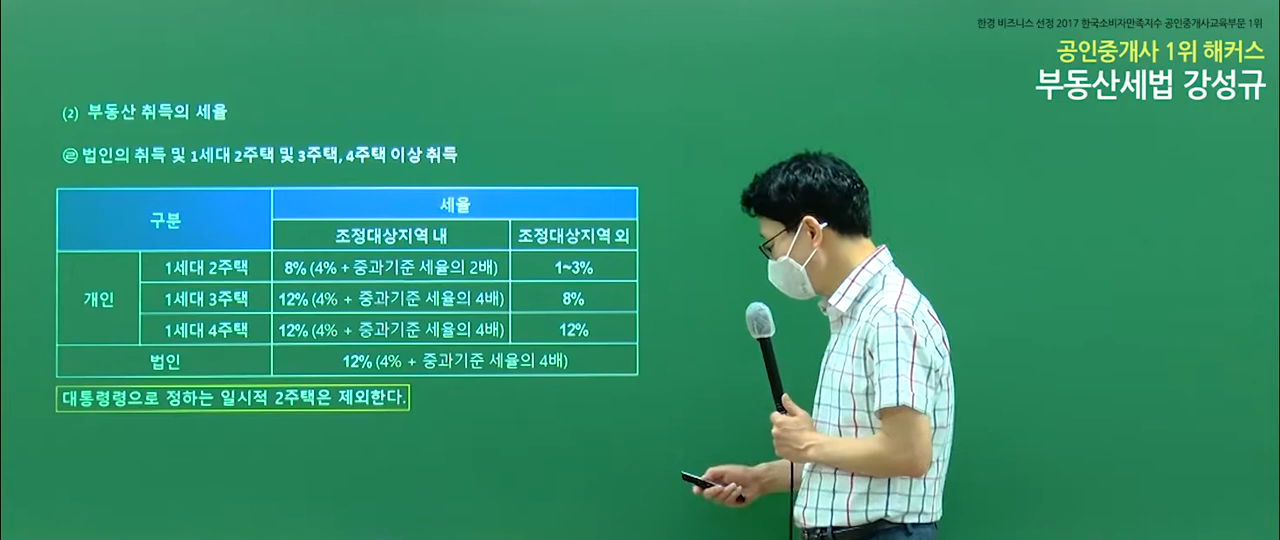 한경 비즈니스 선정 2017 한국소비자만족지수 공인중개사교육부문 1위
공인중개사 1위 해커스
부동산세법 강성규
(2) 부동산 취득의 세율
㉣ 법인의 취득 및 1세대 2주택 및 3주택, 4주택 이상 취득
구분 세율
조정대상지역 내 조정대상지역 외
개인 1세대 2주택 8% (4% + 중과기준 세율의 2배) 1~3%
1세대 3주택 12% (4% + 중과기준 세율의 4배) 8%
1세대 4주택 12% (4% + 중과기준 세율의 4배) 12%
법인 12% (4% + 중과기준 세율의 4배)
대통령령으로 정하는 일시적 2주택은 제외한다.